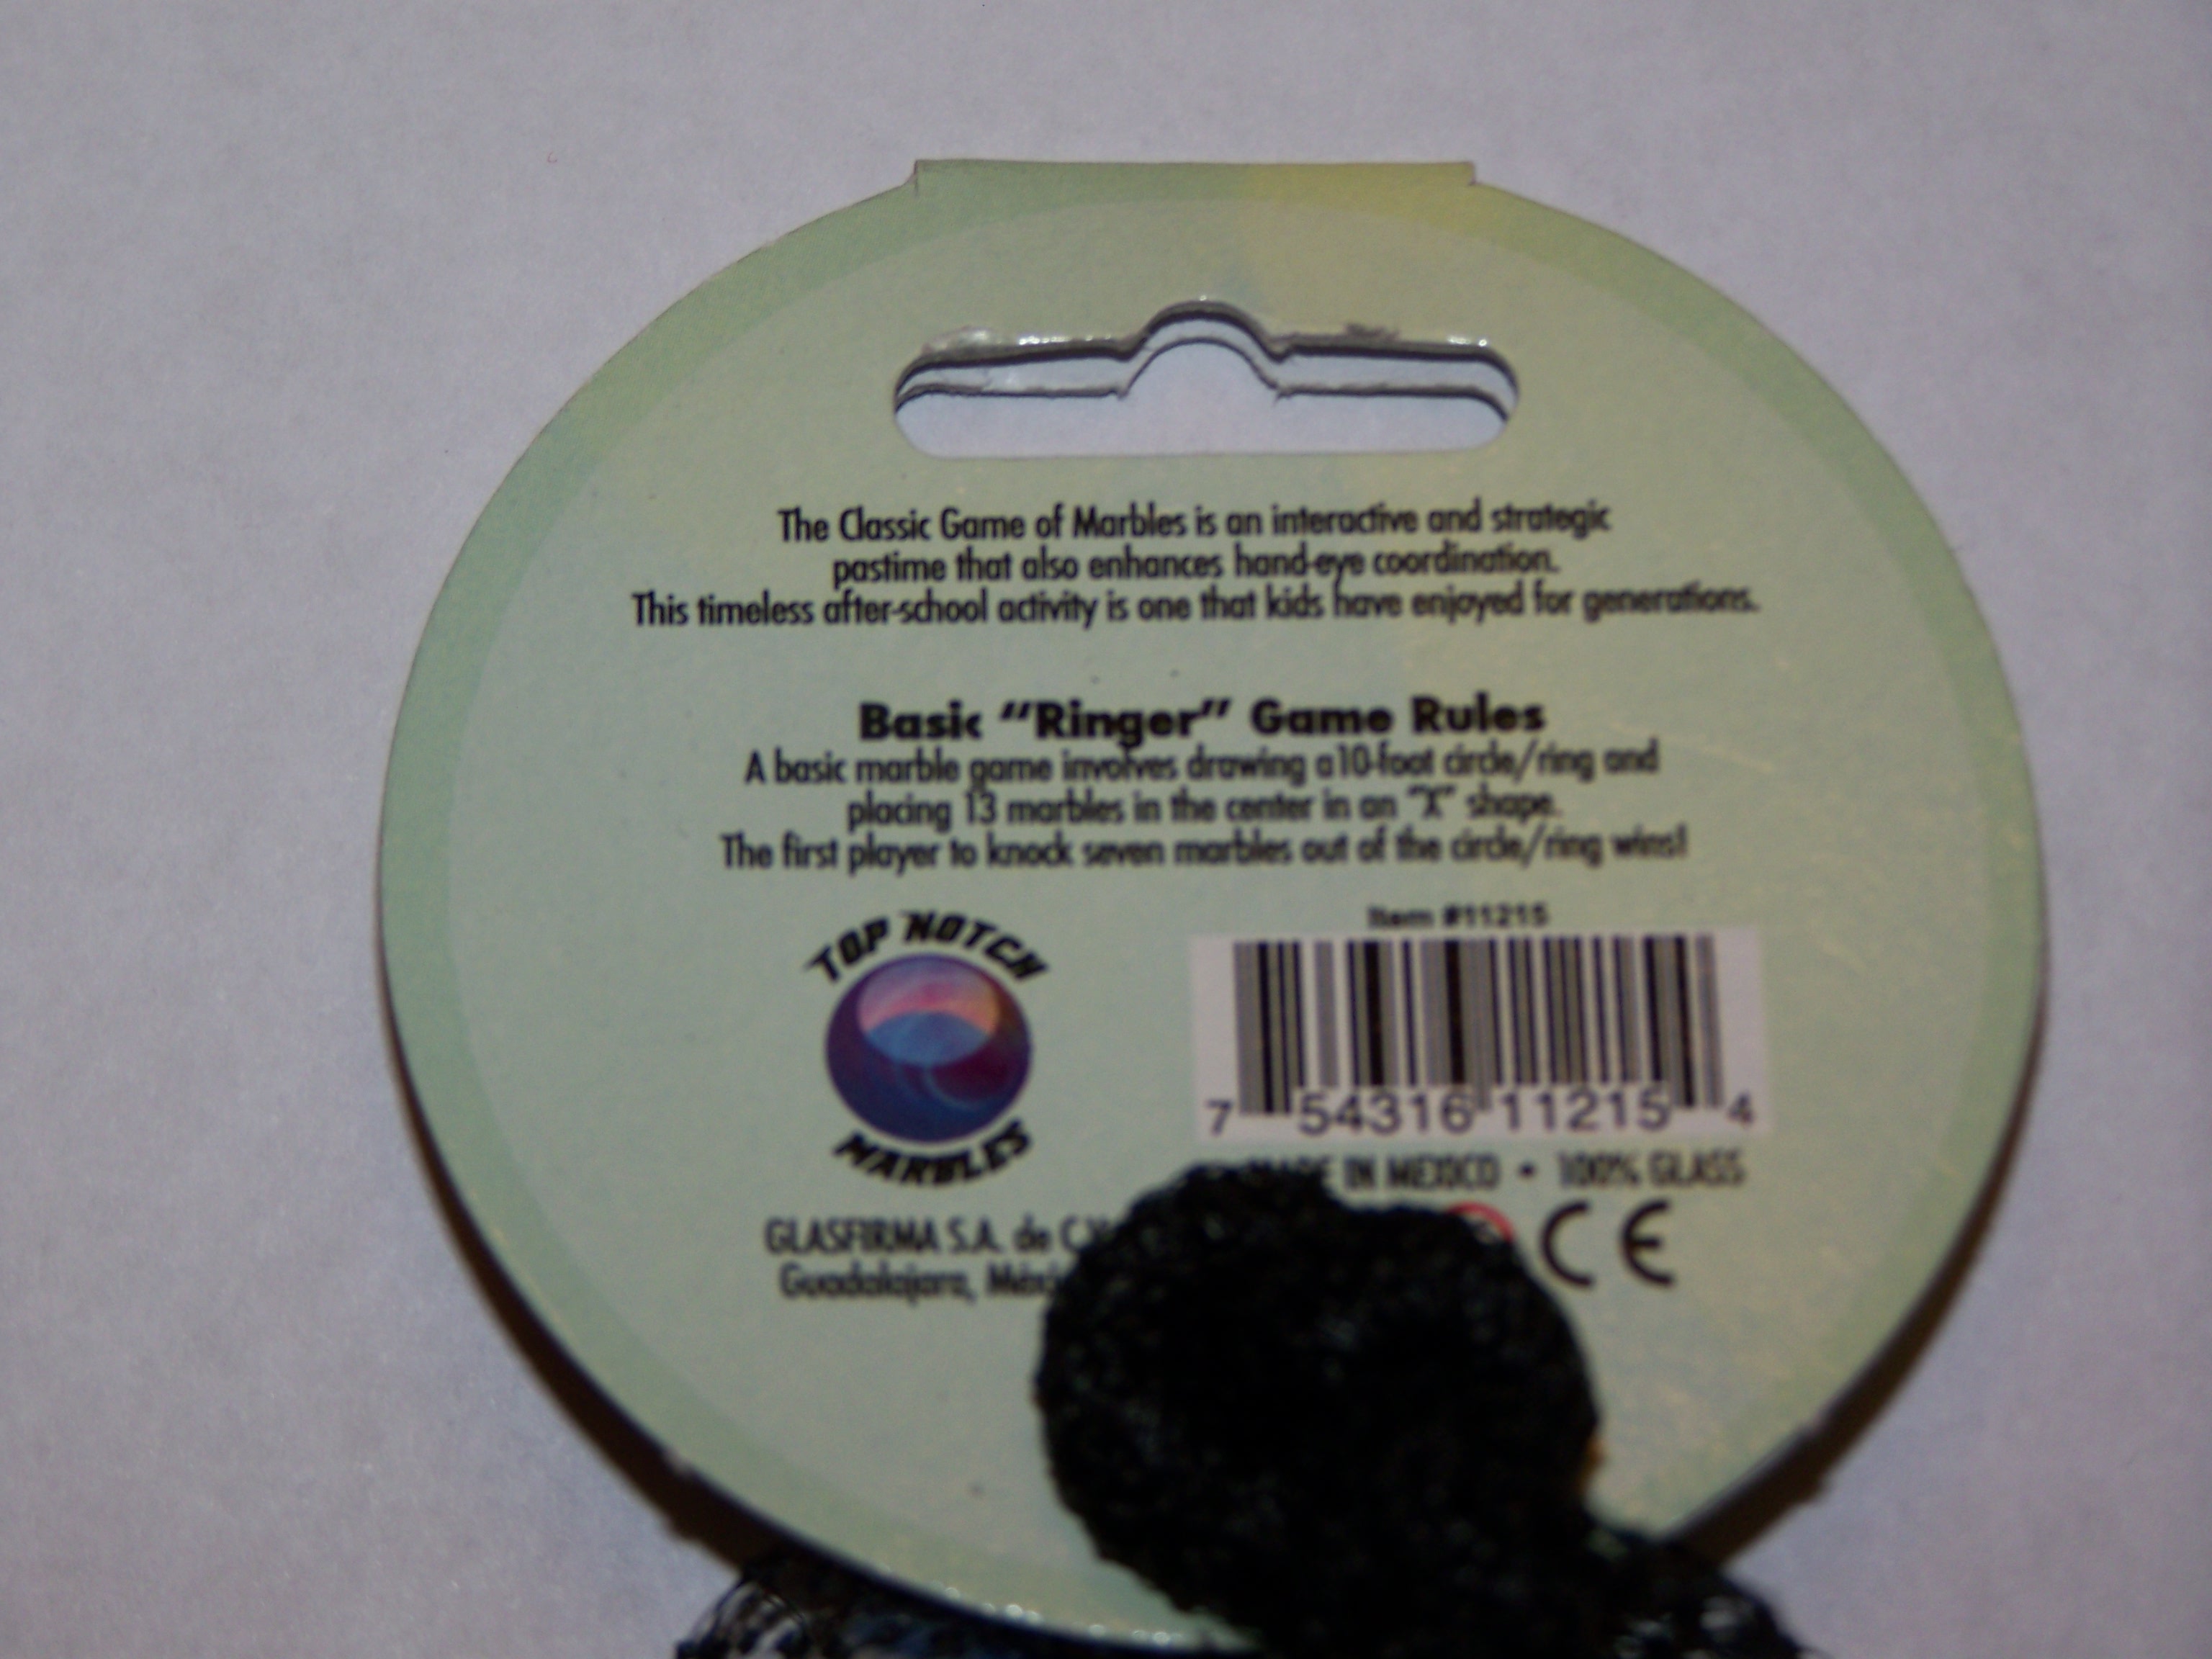 The Classic Game of Marbles is an interactive and strategic
pastime that also enhances hand-eye coordination.
This timeless after-school activity is one that kids have enjoyed for generations.
Basic “Ringer” Game Rules
A basic marble game involves drawing a10-foot circle/ring and
placing 13 marbles in the center in an “X” shape.
The first player to knock seven marbles out of the circle/ring wins!
TOP NOTCH
MARBLES
Item #11215
7 54316 11215 4
IN MEXICO • 100% GLASS
GLASFIRMA S.A. de
Guadalajara,
CE